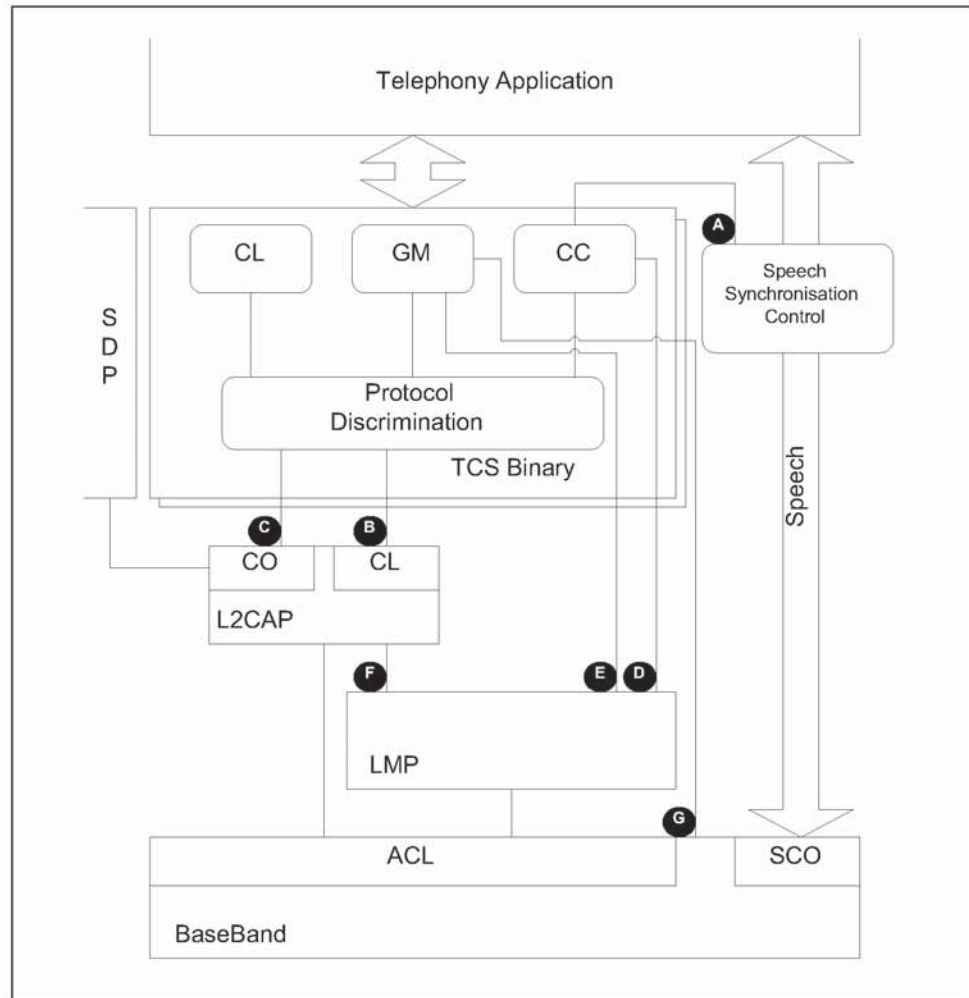 Telephony Application
A
CL
GM
CC
Speech
Synchronisation
Control
S
D
P
Protocol
Discrimination
TCS Binary
Speech
C
B
CO
CL
L2CAP
F
E
D
LMP
G
ACL
SCO
BaseBand